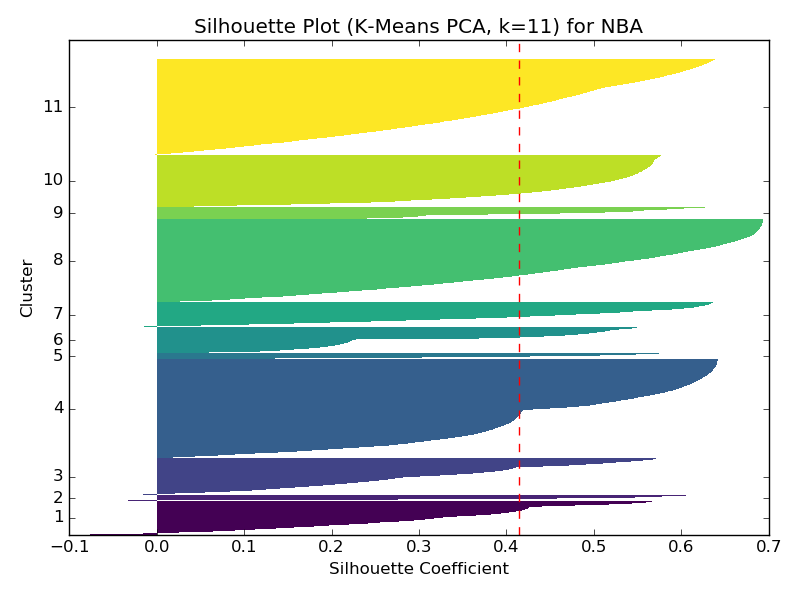 Silhouette Plot (K-Means PCA, k=11) for NBA
11
10
9
8
7
6
5
4
3
2
1
Cluster
−0.1 0.0 0.1 0.2 0.3 0.4 0.5 0.6 0.7
Silhouette Coefficient